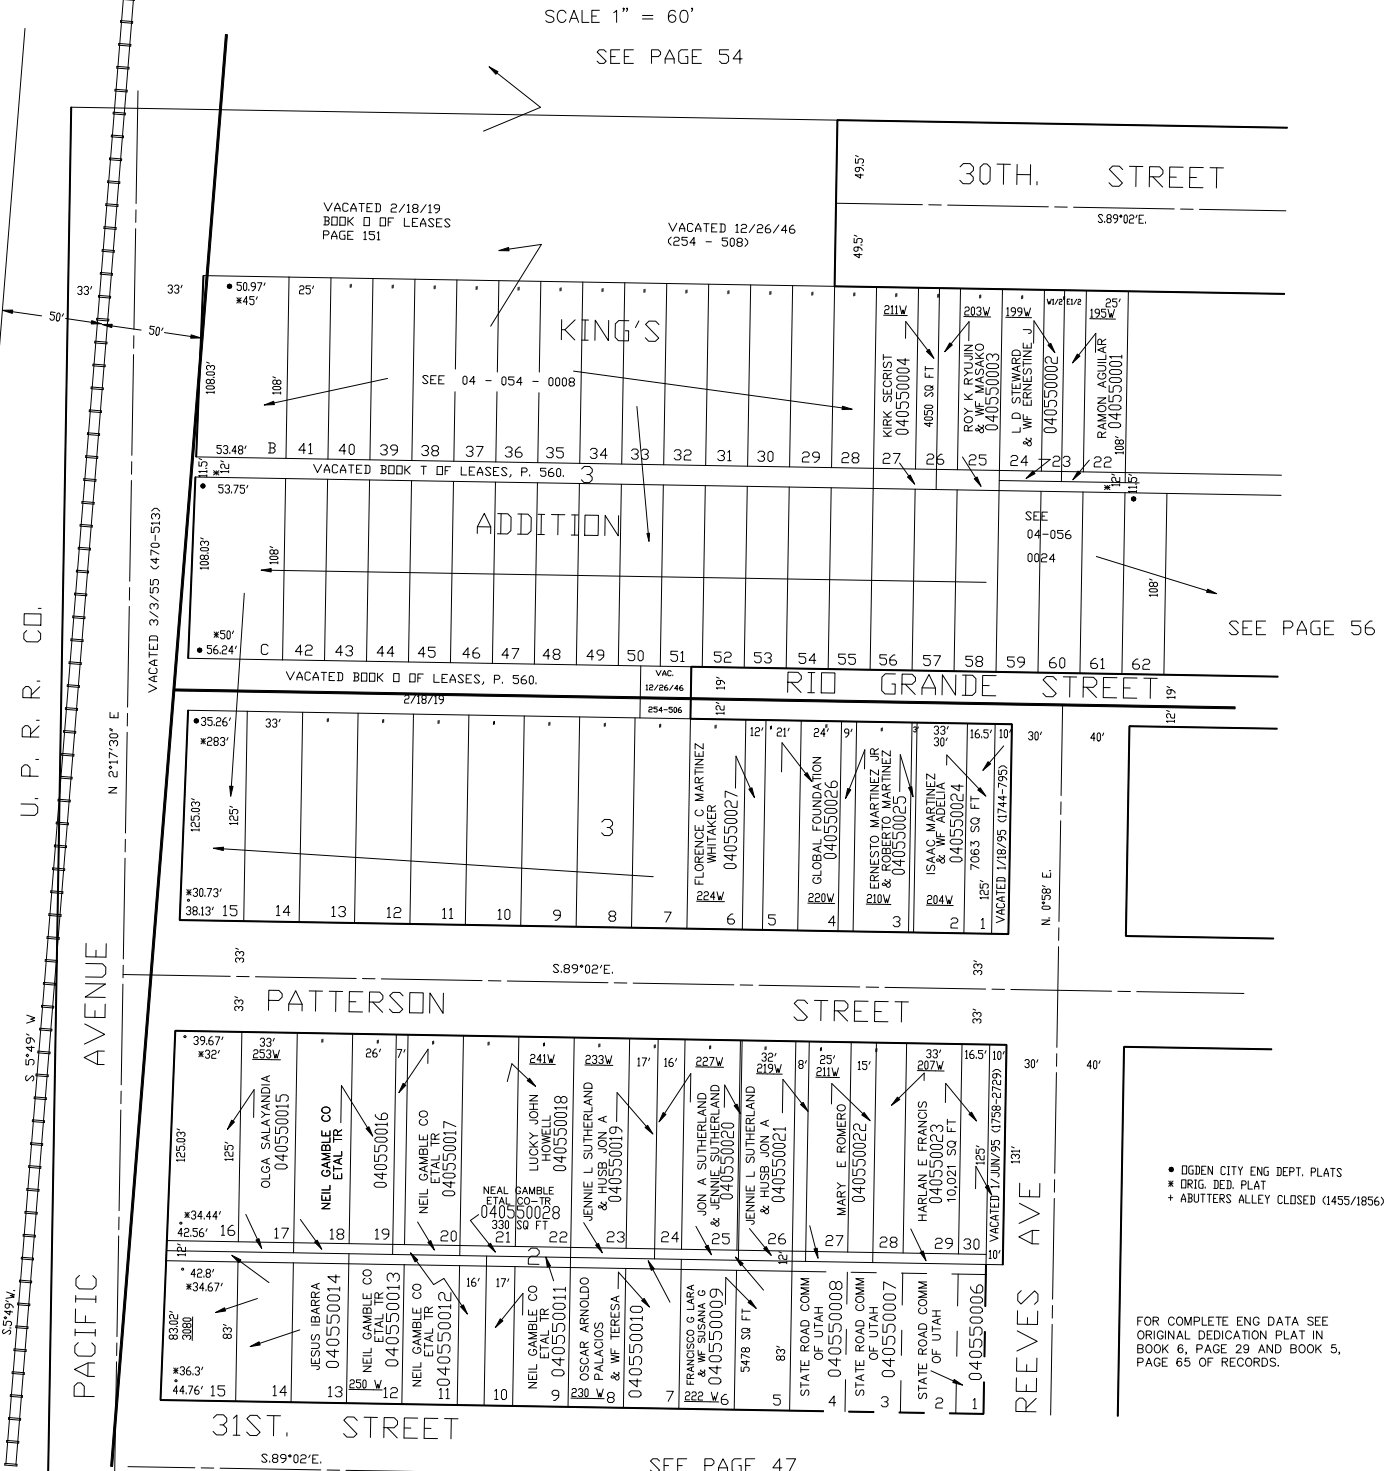 SCALE 1" = 60'
SEE PAGE 54
30TH. STREET
49.5'
S.89°02'E.
49.5'
VACATED 2/18/19
BOOK O OF LEASES
PAGE 151
VACATED 12/26/46
(254 - 508)
33'
33'
50'
50'
50.97'
*45'
25'
KING'S
SEE 04 - 054 - 0008
108.03'
108'
211W
KIRK SECRIST
040550004
4050 SQ FT
203W
ROY K RYUJIN
& WF MASAKO
040550003
199W
L D STEWARD
& WF ERNESTINE J
040550002
W1/2 E1/2
25'
195W
RAMON AGUILAR
040550001
108'
53.48' B 41 40 39 38 37 36 35 34 33 32 31 30 29 28 27 26 25 24 23 22
11.5'
*12'
VACATED BOOK T OF LEASES, P. 560.
3
*12'
11.5'
53.75'
ADDITION
SEE
04-056
0024
108.03'
108'
108'
SEE PAGE 56
VACATED 3/3/55 (470-513)
*50'
56.24' C 42 43 44 45 46 47 48 49 50 51 52 53 54 55 56 57 58 59 60 61 62
VACATED BOOK O OF LEASES, P. 560.
2/18/19
VAC.
12/26/46
254-506
19'
12'
RIO GRANDE STREET
19'
12'
U. P. R. R. CO.
N 2°17'30" E
35.26'
*283'
33'
125.03'
125'
3
FLORENCE C MARTINEZ
WHITAKER
040550027
224W
12'
21'
24'
GLOBAL FOUNDATION
040550026
220W
9'
ERNESTO MARTINEZ JR
& ROBERTO MARTINEZ
040550025
210W
3'
33'
30'
ISAAC MARTINEZ
& WF ADELIA
040550024
204W
16.5'
7063 SQ FT
125'
10'
VACATED 1/18/95 (1744-795)
30'
40'
N. 0°58' E.
*30.73'
38.13' 15 14 13 12 11 10 9 8 7 6 5 4 3 2 1
33'
S.89°02'E.
33'
PATTERSON STREET
33'
33'
PACIFIC AVENUE
S 5°49' W
S.5°49'W.
39.67'
*32'
33'
253W
OLGA SALAYANDIA
040550015
125.03'
125'
NEIL GAMBLE CO
ETAL TR
26'
7'
040550016
NEIL GAMBLE CO
ETAL TR
040550017
NEAL GAMBLE
ETAL CO-TR
040550028
330 SQ FT
241W
LUCKY JOHN
HOWELL
040550018
233W
JENNIE L SUTHERLAND
& HUSB JON A
040550019
17'
16'
227W
JON A SUTHERLAND
& JENNIE SUTHERLAND
040550020
32'
219W
JENNIE L SUTHERLAND
& HUSB JON A
040550021
8'
25'
211W
MARY E ROMERO
040550022
15'
33'
207W
HARLAN E FRANCIS
040550023
10,021 SQ FT
16.5'
125'
10'
VACATED 1/JUN/95 (1758-2729)
10'
131'
30'
40'
*34.44'
42.56' 16 17 18 19 20 21 22 23 24 25 26 27 28 29 30
12'
2
12'
42.8'
*34.67'
83.02'
3080
83'
JESUS IBARRA
040550014
NEIL GAMBLE CO
ETAL TR
040550013
250 W
NEIL GAMBLE CO
ETAL TR
040550012
16'
17'
NEIL GAMBLE CO
ETAL TR
040550011
OSCAR ARNOLDO
PALACIOS
& WF TERESA
040550010
230 W
FRANCISCO G LARA
& WF SUSANA G
040550009
222 W
5478 SQ FT
83'
STATE ROAD COMM
OF UTAH
040550008
STATE ROAD COMM
OF UTAH
040550007
STATE ROAD COMM
OF UTAH
040550006
*36.3'
44.76' 15 14 13 12 11 10 9 8 7 6 5 4 3 2 1
REEVES AVE
OGDEN CITY ENG DEPT. PLATS
* ORIG. DED. PLAT
+ ABUTTERS ALLEY CLOSED (1455/1856)
FOR COMPLETE ENG DATA SEE
ORIGINAL DEDICATION PLAT IN
BOOK 6, PAGE 29 AND BOOK 5,
PAGE 65 OF RECORDS.
31ST. STREET
S.89°02'E.
SEE PAGE 47